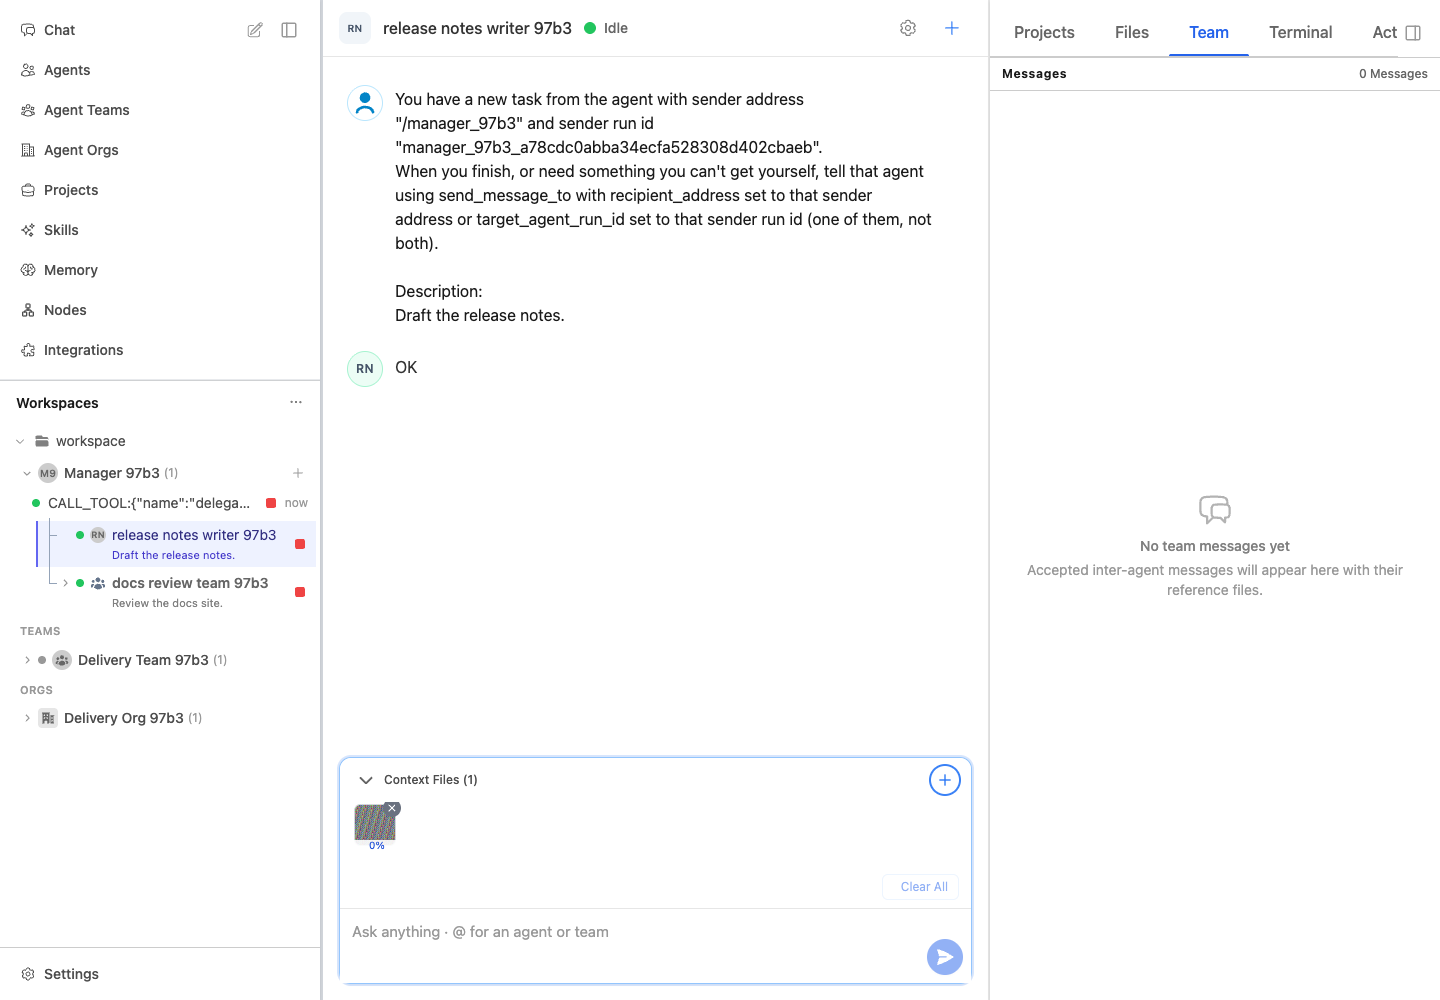 Chat
Agents
Agent Teams
Agent Orgs
Projects
Skills
Memory
Nodes
Integrations
Workspaces
workspace
M9 Manager 97b3 (1)
CALL_TOOL:{"name":"delega... now
RN release notes writer 97b3
Draft the release notes.
docs review team 97b3
Review the docs site.
TEAMS
Delivery Team 97b3 (1)
ORGS
Delivery Org 97b3 (1)
Settings
RN release notes writer 97b3 Idle
You have a new task from the agent with sender address
"/manager_97b3" and sender run id
"manager_97b3_a78cdc0abba34ecfa528308d402cbaeb".
When you finish, or need something you can't get yourself, tell that agent
using send_message_to with recipient_address set to that sender
address or target_agent_run_id set to that sender run id (one of them, not
both).
Description:
Draft the release notes.
RN OK
Context Files (1)
0%
Clear All
Ask anything · @ for an agent or team
Projects Files Team Terminal Act
Messages 0 Messages
No team messages yet
Accepted inter-agent messages will appear here with their
reference files.